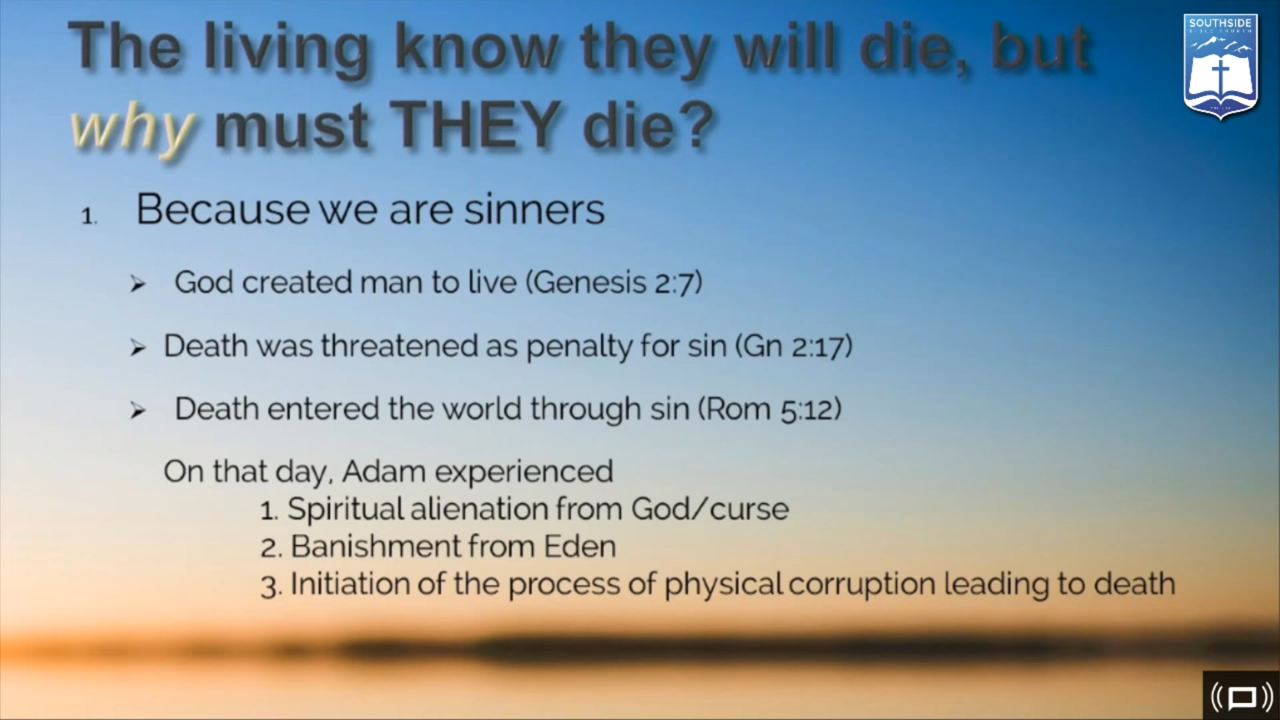 The living know they will die, but
why must THEY die?
SOUTHSIDE
BIBLE CHURCH
1. Because we are sinners
➢ God created man to live (Genesis 2:7)
➢ Death was threatened as penalty for sin (Gn 2:17)
➢ Death entered the world through sin (Rom 5:12)
On that day, Adam experienced
1. Spiritual alienation from God/curse
2. Banishment from Eden
3. Initiation of the process of physical corruption leading to death